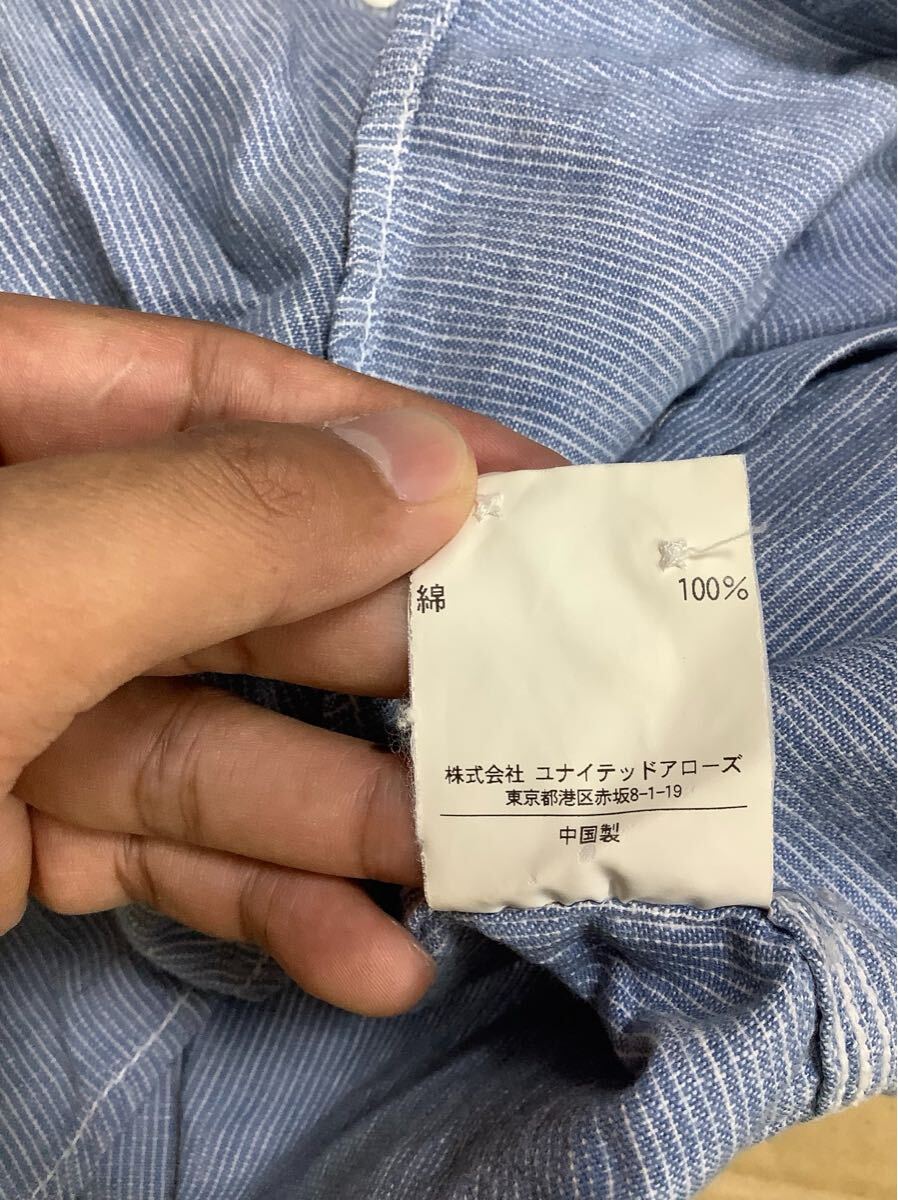 綿 100%
株式会社 ユナイテッドアローズ
東京都港区赤坂8-1-19
中国製